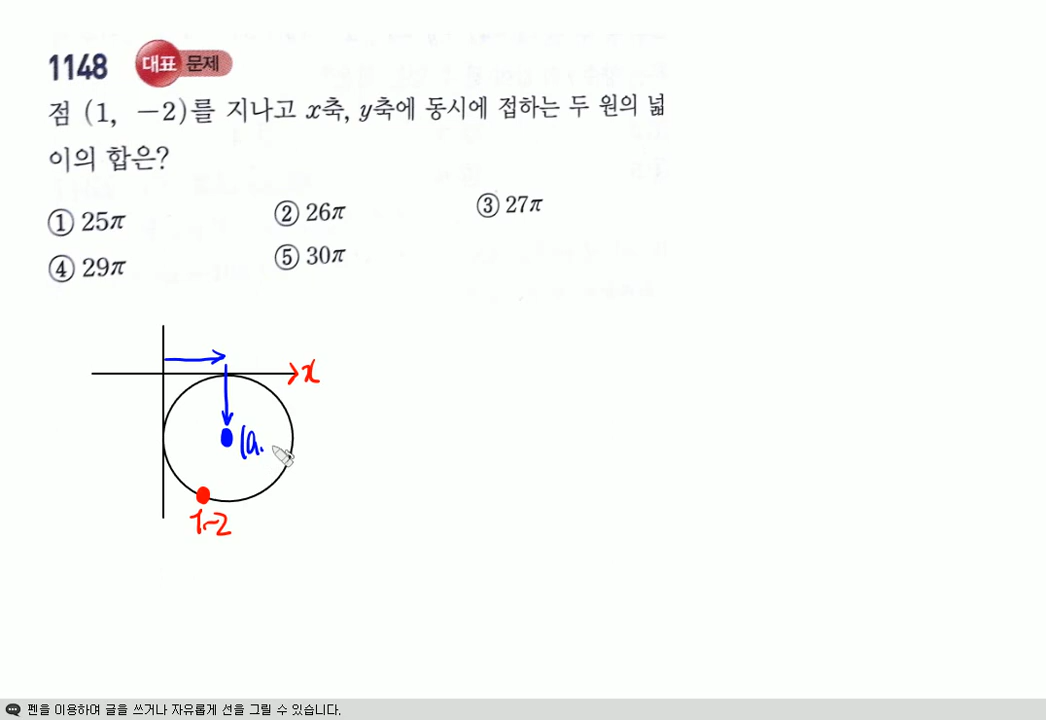 1148 대표 문제
점 (1, -2)를 지나고 x축, y축에 동시에 접하는 두 원의 넓
이의 합은?
① 25π ② 26π ③ 27π
④ 29π ⑤ 30π
x
(a.
1-2
펜을 이용하여 글을 쓰거나 자유롭게 선을 그릴 수 있습니다.